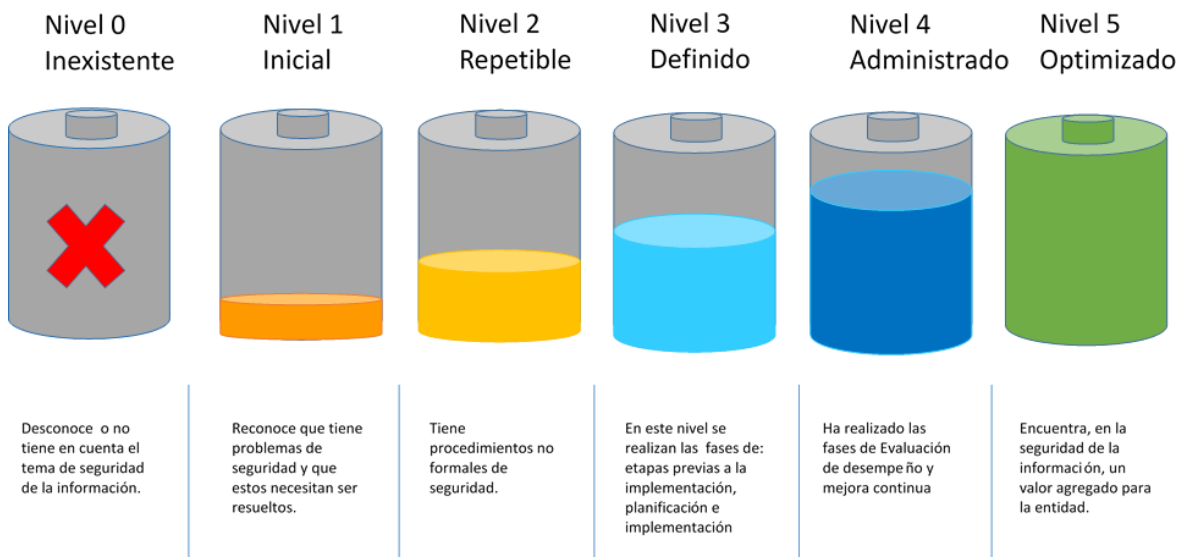 Nivel 0
Inexistente
Nivel 1
Inicial
Nivel 2
Repetible
Nivel 3
Definido
Nivel 4
Administrado
Nivel 5
Optimizado
Desconoce o no
tiene en cuenta el
tema de seguridad
de la información.
Reconoce que tiene
problemas de
seguridad y que
estos necesitan ser
resueltos.
Tiene
procedimientos no
formales de
seguridad.
En este nivel se
realizan las fases de:
etapas previas a la
implementación,
planificación e
implementación
Ha realizado las
fases de Evaluación
de desempeño y
mejora continua
Encuentra, en la
seguridad de la
información, un
valor agregado para
la entidad.